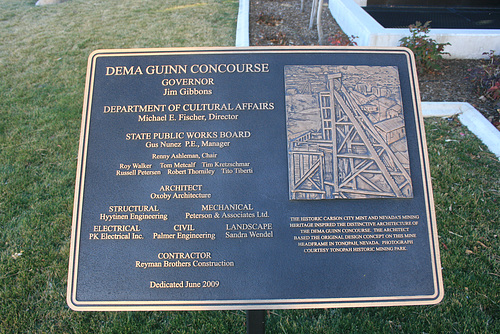 DEMA GUINN CONCOURSE
GOVERNOR
Jim Gibbons
DEPARTMENT OF CULTURAL AFFAIRS
Michael E. Fischer, Director
STATE PUBLIC WORKS BOARD
Gus Nunez P.E., Manager
Renny Ashleman, Chair
Roy Walker Tom Metcalf Tim Kretzschmar
Russell Petersen Robert Thornley Tito Tiberti
ARCHITECT
Oxoby Architecture
STRUCTURAL MECHANICAL
Hyytinen Engineering Peterson & Associates Ltd.
ELECTRICAL CIVIL LANDSCAPE
PK Electrical Inc. Palmer Engineering Sandra Wendel
CONTRACTOR
Reyman Brothers Construction
Dedicated June 2009
THE HISTORIC CARSON CITY MINT AND NEVADA'S MINING
HERITAGE INSPIRED THE DISTINCTIVE ARCHITECTURE OF
THE DEMA GUINN CONCOURSE. THE ARCHITECT
BASED THE ORIGINAL DESIGN CONCEPT ON THIS MINE
HEADFRAME IN TONOPAH, NEVADA. PHOTOGRAPH
COURTESY TONOPAH HISTORIC MINING PARK.